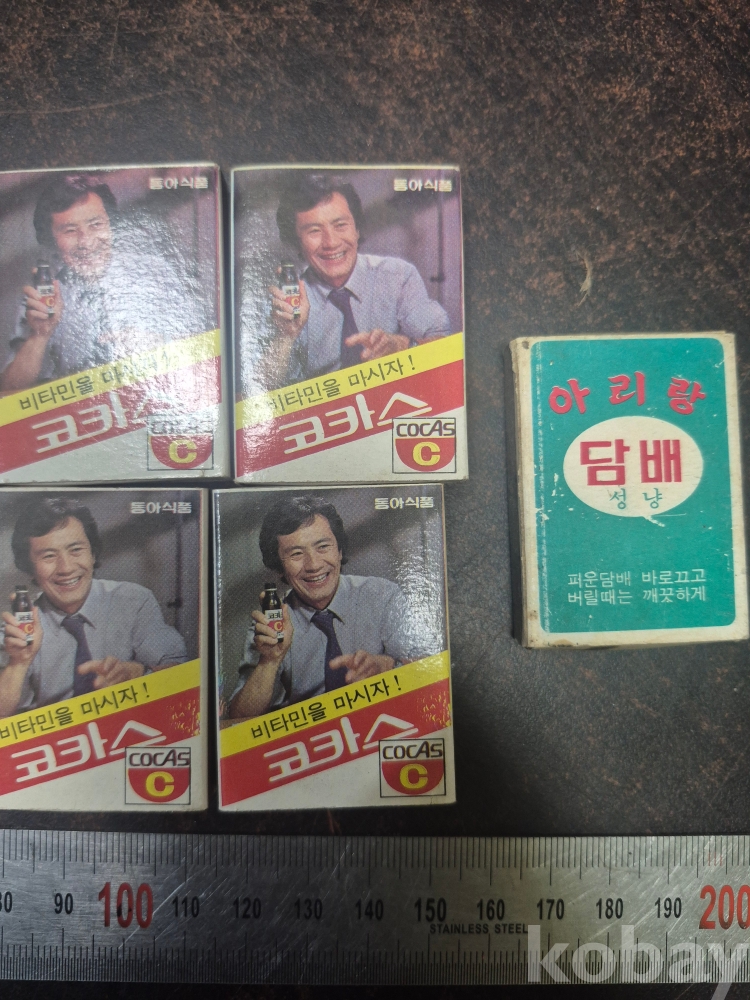 동아식품
비타민을 마시자
코카스
COCAS
C
동아식품
비타민을 마시자!
코카스
COCAS
C
동아식품
비타민을 마시자!
코카스
COCAS
C
동아식품
비타민을 마시자!
코카스
COCAS
C
아리랑
담배
성냥
퍼운담배 바로끄고
버릴때는 깨끗하게
80 90 100 110 120 130 140 150 160 170 180 190 200
STAINLESS STEEL
kobay